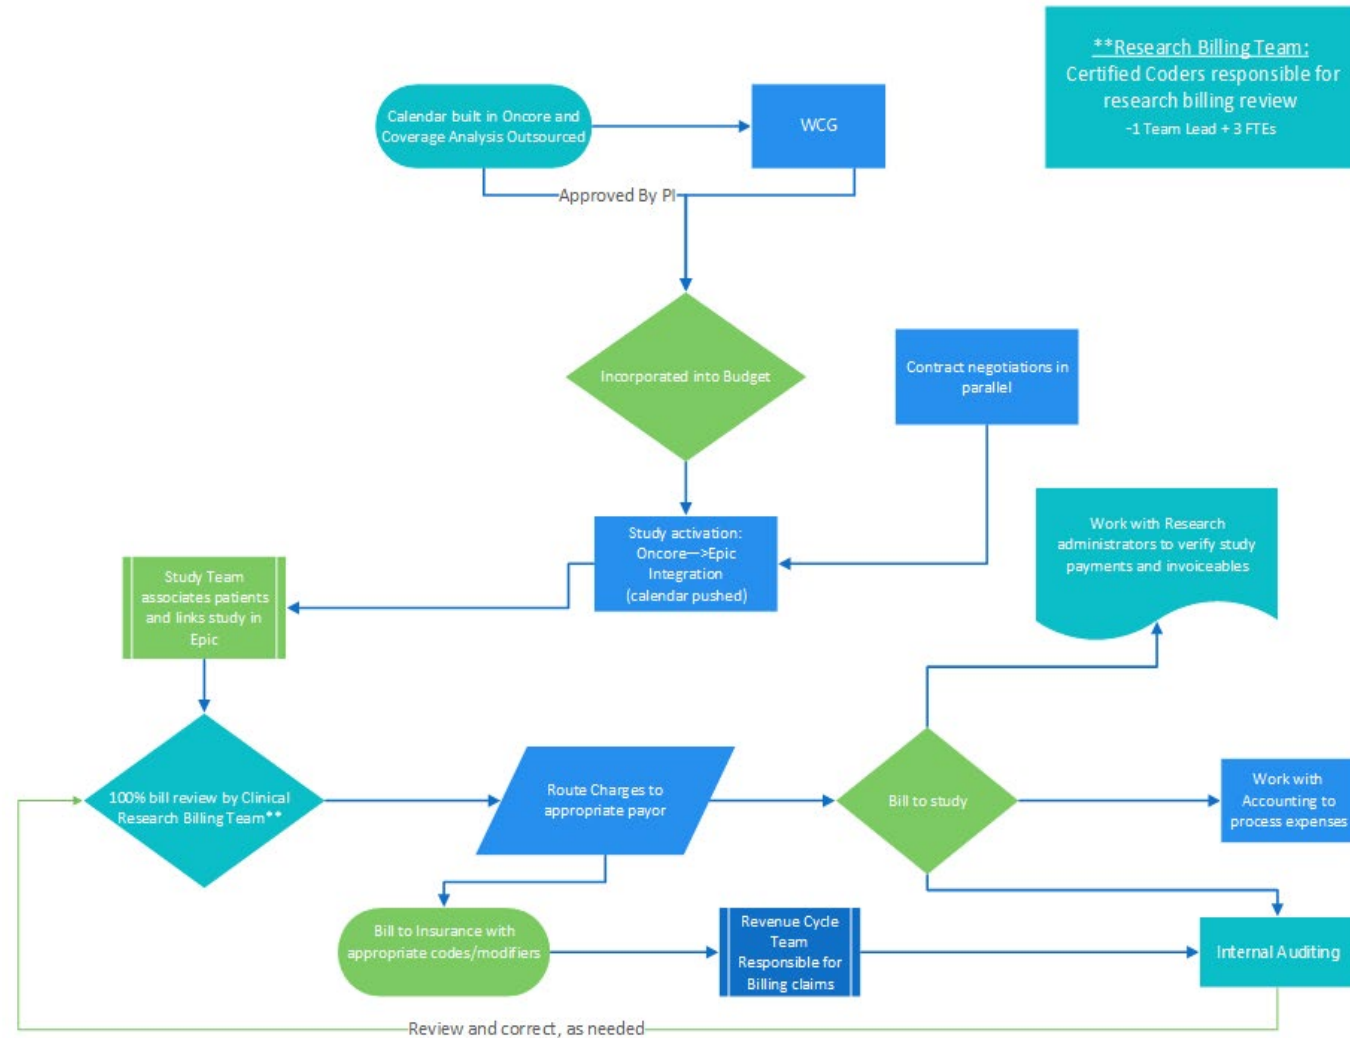 **Research Billing Team:
Certified Coders responsible for
research billing review
-1 Team Lead + 3 FTEs
Calendar built in Oncore and
Coverage Analysis Outsourced
WCG
Approved By PI
Incorporated into Budget
Contract negotiations in
parallel
Study activation:
Oncore—>Epic
Integration
(calendar pushed)
Work with Research
administrators to verify study
payments and invoiceables
Study Team
associates patients
and links study in
Epic
100% bill review by Clinical
Research Billing Team**
Route Charges to
appropriate payor
Bill to study
Work with
Accounting to
process expenses
Bill to Insurance with
appropriate codes/modifiers
Revenue Cycle
Team
Responsible for
Billing claims
Internal Auditing
Review and correct, as needed